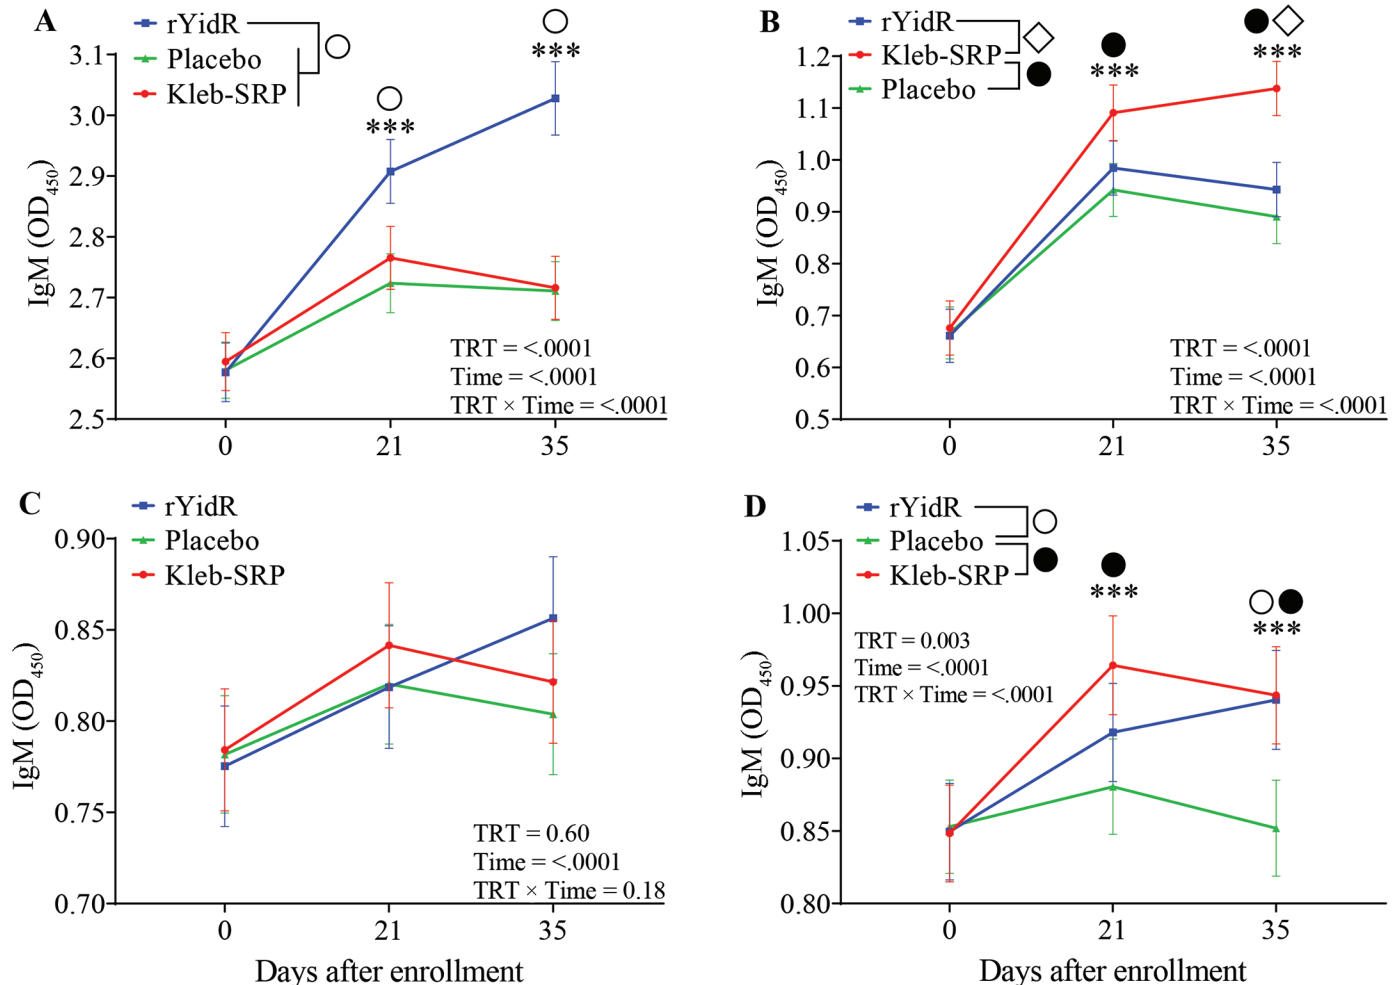 A
rYidR
Placebo
Kleb-SRP
***
***
3.1
3.0
2.9
2.8
2.7
2.6
2.5
IgM (OD450)
TRT = <.0001
Time = <.0001
TRT × Time = <.0001
0 21 35
B
rYidR
Kleb-SRP
Placebo
***
***
1.2
1.1
1.0
0.9
0.8
0.7
0.6
0.5
IgM (OD450)
TRT = <.0001
Time = <.0001
TRT × Time = <.0001
0 21 35
C
rYidR
Placebo
Kleb-SRP
0.90
0.85
0.80
0.75
0.70
IgM (OD450)
TRT = 0.60
Time = <.0001
TRT × Time = 0.18
0 21 35
Days after enrollment
D
rYidR
Placebo
Kleb-SRP
***
***
1.05
1.00
0.95
0.90
0.85
0.80
IgM (OD450)
TRT = 0.003
Time = <.0001
TRT × Time = <.0001
0 21 35
Days after enrollment